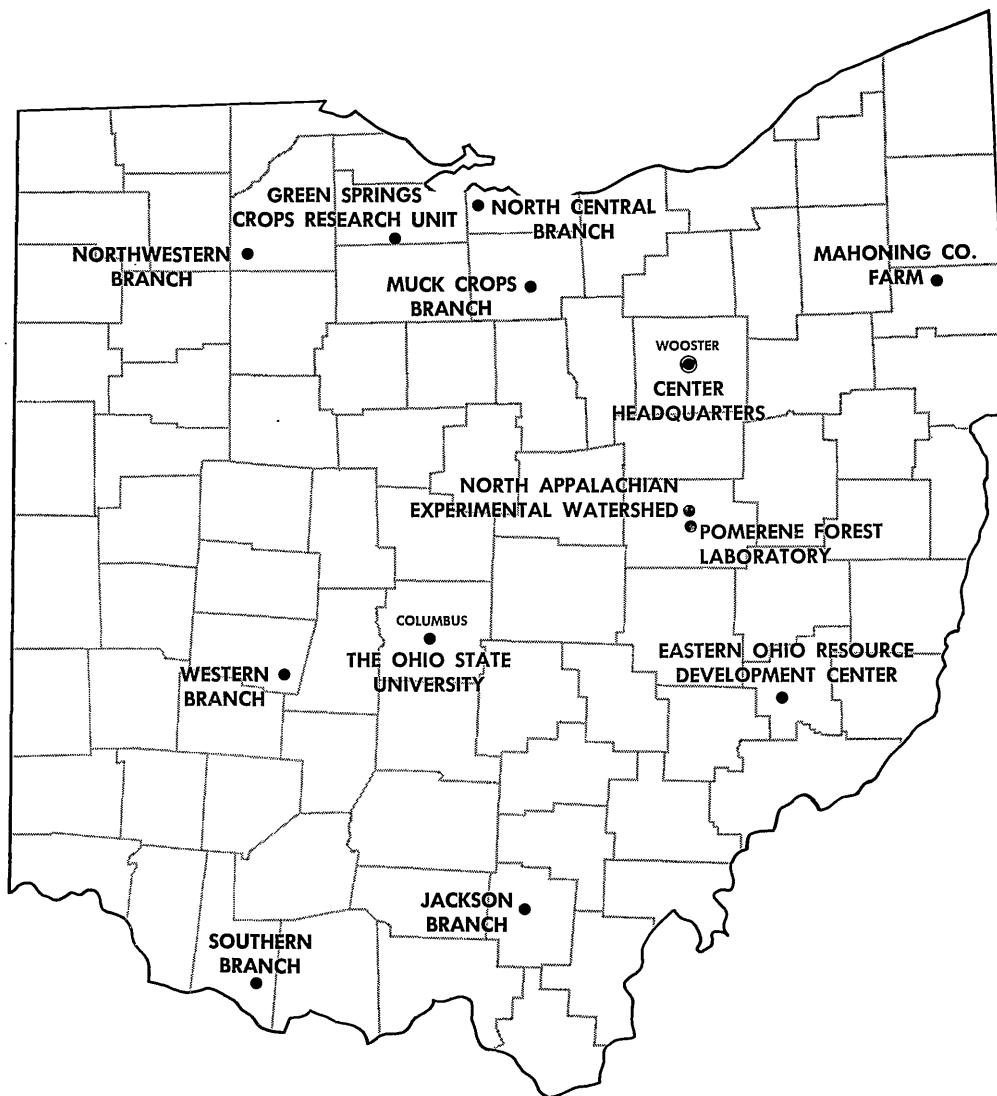 GREEN SPRINGS
CROPS RESEARCH UNIT
NORTH CENTRAL
BRANCH
NORTHWESTERN
BRANCH
MUCK CROPS
BRANCH
MAHONING CO.
FARM
WOOSTER
CENTER
HEADQUARTERS
NORTH APPALACHIAN
EXPERIMENTAL WATERSHED
POMERENE FOREST
LABORATORY
COLUMBUS
THE OHIO STATE
UNIVERSITY
EASTERN OHIO RESOURCE
DEVELOPMENT CENTER
WESTERN
BRANCH
JACKSON
BRANCH
SOUTHERN
BRANCH